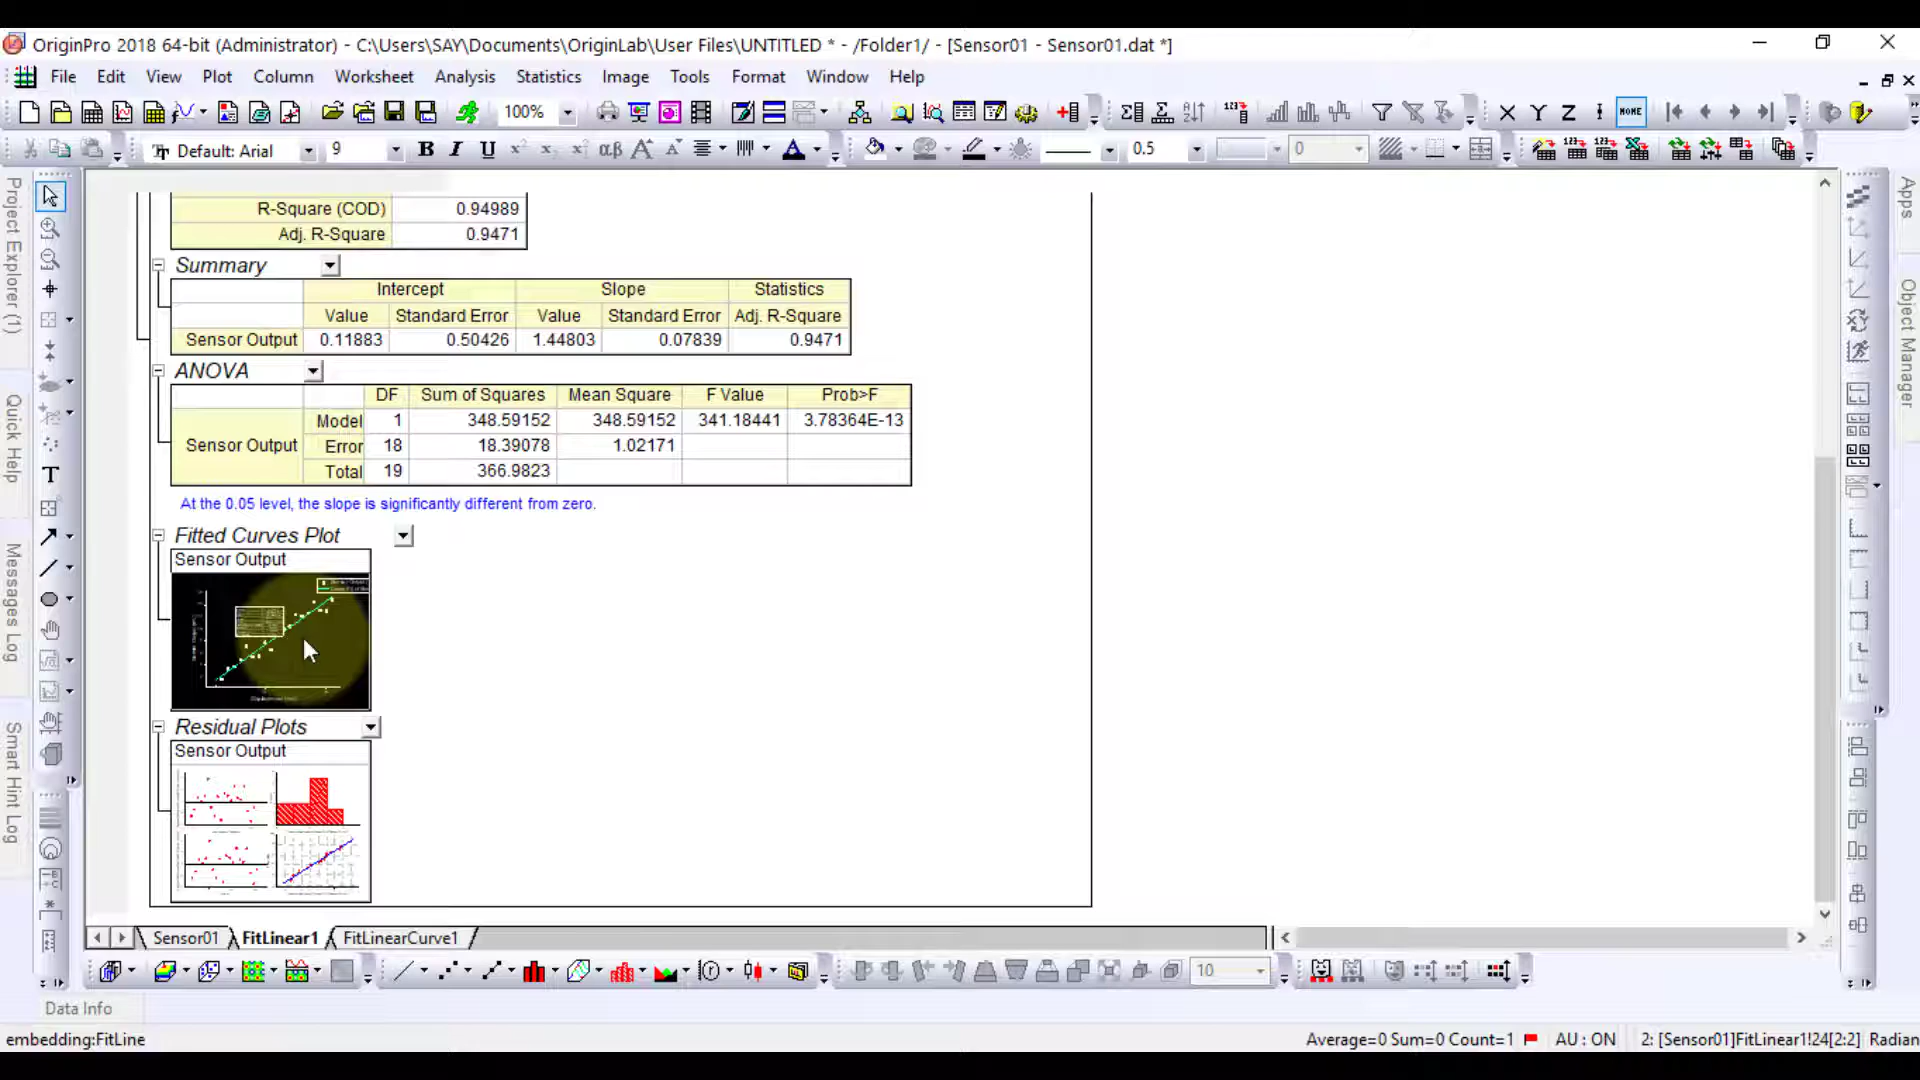 OriginPro 2018 64-bit (Administrator) - C:\Users\SAY\Documents\OriginLab\User Files\UNTITLED * - /Folder1/ - [Sensor01 - Sensor01.dat *]
File Edit View Plot Column Worksheet Analysis Statistics Image Tools Format Window Help
100%
X Y Z HOME
Default: Arial 9 B I U αβ A A A 0.5 0
Project Explorer (1)
Quick Help
Messages Log
Smart Hint Log
Apps
Object Manager
R-Square (COD) 0.94989
Adj. R-Square 0.9471
Summary
Intercept Slope Statistics
Value Standard Error Value Standard Error Adj. R-Square
Sensor Output 0.11883 0.50426 1.44803 0.07839 0.9471
ANOVA
DF Sum of Squares Mean Square F Value Prob>F
Model 1 348.59152 348.59152 341.18441 3.78364E-13
Sensor Output Error 18 18.39078 1.02171
Total 19 366.9823
At the 0.05 level, the slope is significantly different from zero.
Fitted Curves Plot
Sensor Output
Residual Plots
Sensor Output
Sensor01 FitLinear1 FitLinearCurve1
10
Data Info
embedding:FitLine Average=0 Sum=0 Count=1 AU : ON 2: [Sensor01]FitLinear1!24[2:2] Radian